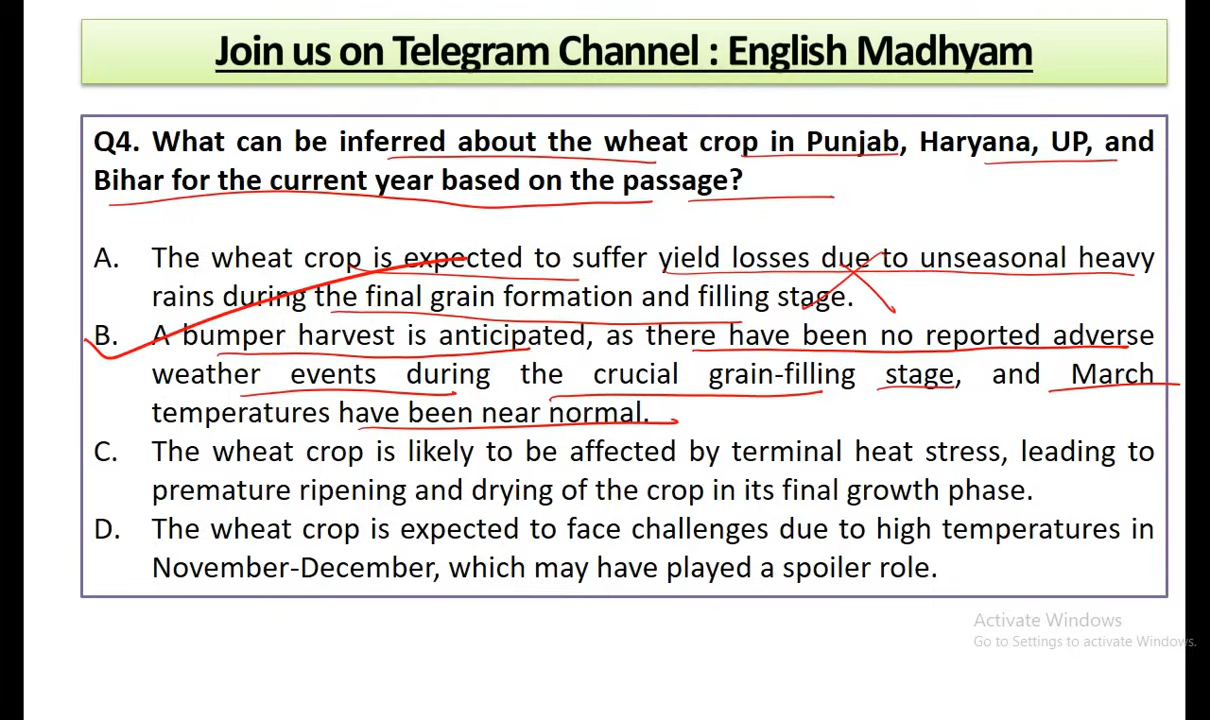 Join us on Telegram Channel : English Madhyam
Q4. What can be inferred about the wheat crop in Punjab, Haryana, UP, and
Bihar for the current year based on the passage?
A. The wheat crop is expected to suffer yield losses due to unseasonal heavy
rains during the final grain formation and filling stage.
B. A bumper harvest is anticipated, as there have been no reported adverse
weather events during the crucial grain-filling stage, and March
temperatures have been near normal.
C. The wheat crop is likely to be affected by terminal heat stress, leading to
premature ripening and drying of the crop in its final growth phase.
D. The wheat crop is expected to face challenges due to high temperatures in
November-December, which may have played a spoiler role.
Activate Windows
Go to Settings to activate Windows.